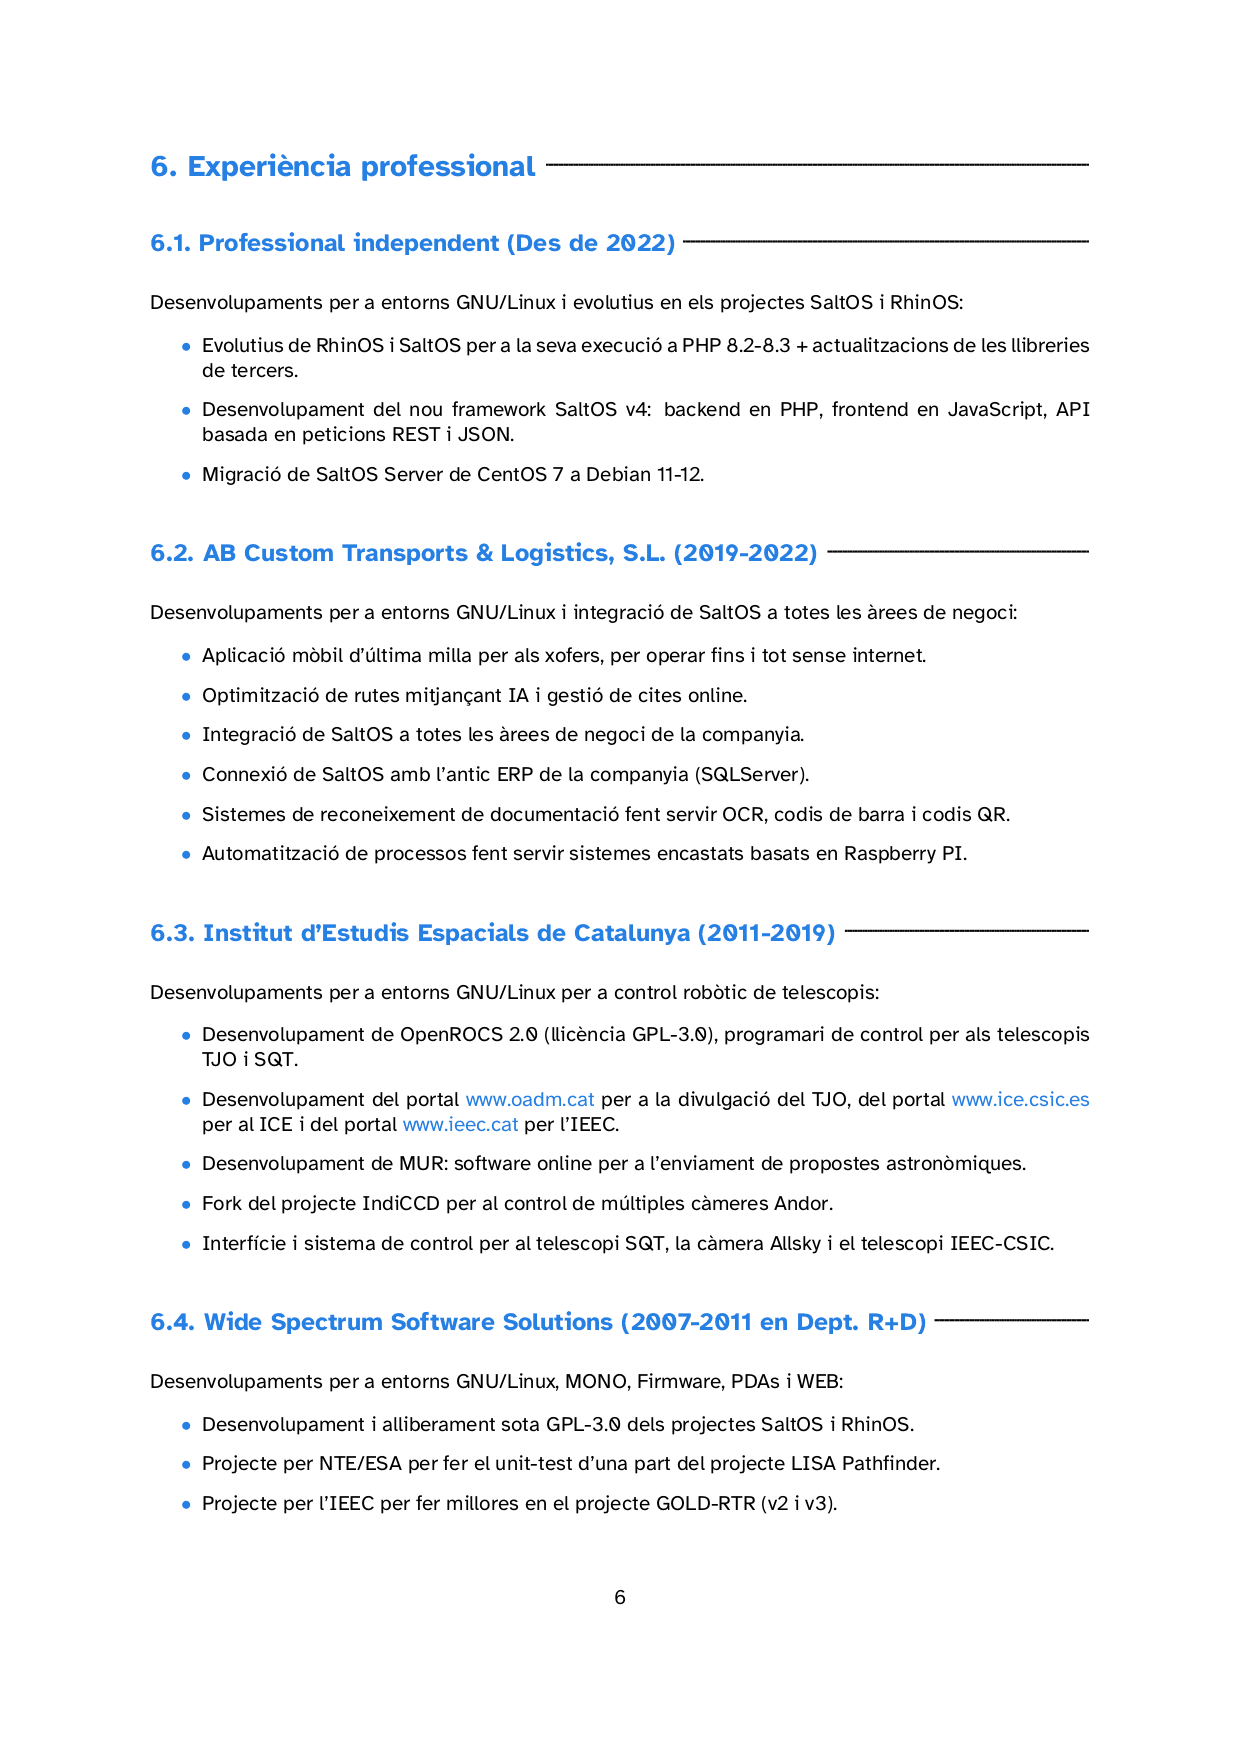 6. Experiència professional
6.1. Professional independent (Des de 2022)
Desenvolupaments per a entorns GNU/Linux i evolutius en els projectes SaltOS i RhinOS:
• Evolutius de RhinOS i SaltOS per a la seva execució a PHP 8.2-8.3 + actualitzacions de les llibreries
de tercers.
• Desenvolupament del nou framework SaltOS v4: backend en PHP, frontend en JavaScript, API
basada en peticions REST i JSON.
• Migració de SaltOS Server de CentOS 7 a Debian 11-12.
6.2. AB Custom Transports & Logistics, S.L. (2019-2022)
Desenvolupaments per a entorns GNU/Linux i integració de SaltOS a totes les àrees de negoci:
• Aplicació mòbil d’última milla per als xofers, per operar fins i tot sense internet.
• Optimització de rutes mitjançant IA i gestió de cites online.
• Integració de SaltOS a totes les àrees de negoci de la companyia.
• Connexió de SaltOS amb l’antic ERP de la companyia (SQLServer).
• Sistemes de reconeixement de documentació fent servir OCR, codis de barra i codis QR.
• Automatització de processos fent servir sistemes encastats basats en Raspberry PI.
6.3. Institut d’Estudis Espacials de Catalunya (2011-2019)
Desenvolupaments per a entorns GNU/Linux per a control robòtic de telescopis:
• Desenvolupament de OpenROCS 2.0 (llicència GPL-3.0), programari de control per als telescopis
TJO i SQT.
• Desenvolupament del portal www.oadm.cat per a la divulgació del TJO, del portal www.ice.csic.es
per al ICE i del portal www.ieec.cat per l’IEEC.
• Desenvolupament de MUR: software online per a l’enviament de propostes astronòmiques.
• Fork del projecte IndiCCD per al control de múltiples càmeres Andor.
• Interfície i sistema de control per al telescopi SQT, la càmera Allsky i el telescopi IEEC-CSIC.
6.4. Wide Spectrum Software Solutions (2007-2011 en Dept. R+D)
Desenvolupaments per a entorns GNU/Linux, MONO, Firmware, PDAs i WEB:
• Desenvolupament i alliberament sota GPL-3.0 dels projectes SaltOS i RhinOS.
• Projecte per NTE/ESA per fer el unit-test d’una part del projecte LISA Pathfinder.
• Projecte per l’IEEC per fer millores en el projecte GOLD-RTR (v2 i v3).
6